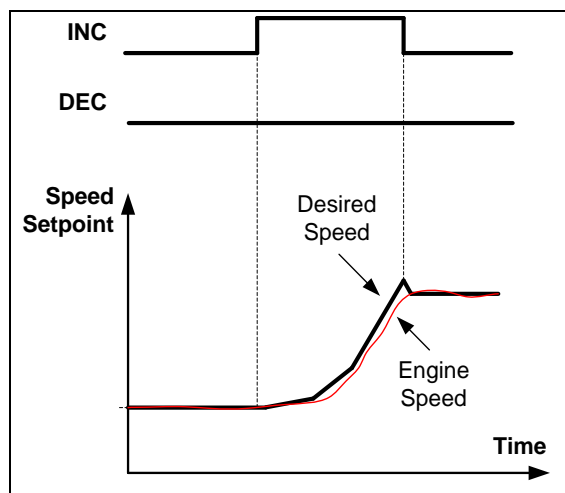 INC
DEC
Speed
Setpoint
Desired
Speed
Engine
Speed
Time